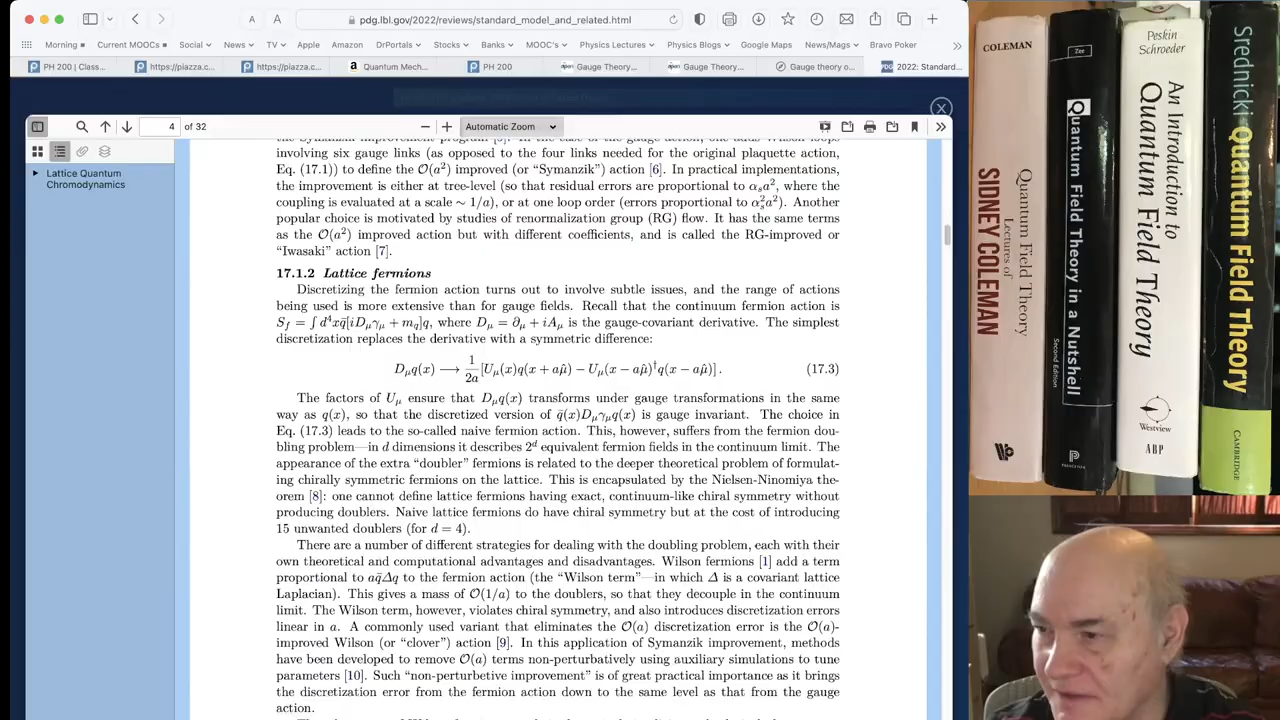 pdg.lbl.gov/2022/reviews/standard_model_and_related.html
Morning Current MOOCs Social News TV Apple Amazon DrPortals Stocks Banks MOOC's Physics Lectures Physics Blogs Google Maps News/Mags Bravo Poker
PH 200 | Clas... https://piazza.c... https://piazza.c... Quantum Mech... PH 200 Gauge Theory... Gauge Theory... Gauge theory o... 2022: Standard...
4 of 32 Automatic Zoom
Lattice Quantum
Chromodynamics
involving six gauge links (as opposed to the four links needed for the original plaquette action,
Eq. (17.1)) to define the O(a²) improved (or “Symanzik”) action [6]. In practical implementations,
the improvement is either at tree-level (so that residual errors are proportional to αₛa², where the
coupling is evaluated at a scale ∼ 1/a), or at one loop order (errors proportional to αₛ²a²). Another
popular choice is motivated by studies of renormalization group (RG) flow. It has the same terms
as the O(a²) improved action but with different coefficients, and is called the RG-improved or
“Iwasaki” action [7].
17.1.2 Lattice fermions
Discretizing the fermion action turns out to involve subtle issues, and the range of actions
being used is more extensive than for gauge fields. Recall that the continuum fermion action is
S_f = ∫ d⁴x q̄[iD_μγ_μ + m_q]q, where D_μ = ∂_μ + iA_μ is the gauge-covariant derivative. The simplest
discretization replaces the derivative with a symmetric difference:
D_μq(x) ⟶ 1/2a [U_μ(x)q(x + aμ̂) − U_μ(x − aμ̂)†q(x − aμ̂)] . (17.3)
The factors of U_μ ensure that D_μq(x) transforms under gauge transformations in the same
way as q(x), so that the discretized version of q̄(x)D_μγ_μq(x) is gauge invariant. The choice in
Eq. (17.3) leads to the so-called naive fermion action. This, however, suffers from the fermion dou-
bling problem—in d dimensions it describes 2ᵈ equivalent fermion fields in the continuum limit. The
appearance of the extra “doubler” fermions is related to the deeper theoretical problem of formulat-
ing chirally symmetric fermions on the lattice. This is encapsulated by the Nielsen-Ninomiya the-
orem [8]: one cannot define lattice fermions having exact, continuum-like chiral symmetry without
producing doublers. Naive lattice fermions do have chiral symmetry but at the cost of introducing
15 unwanted doublers (for d = 4).
There are a number of different strategies for dealing with the doubling problem, each with their
own theoretical and computational advantages and disadvantages. Wilson fermions [1] add a term
proportional to aq̄Δq to the fermion action (the “Wilson term”—in which Δ is a covariant lattice
Laplacian). This gives a mass of O(1/a) to the doublers, so that they decouple in the continuum
limit. The Wilson term, however, violates chiral symmetry, and also introduces discretization errors
linear in a. A commonly used variant that eliminates the O(a) discretization error is the O(a)-
improved Wilson (or “clover”) action [9]. In this application of Symanzik improvement, methods
have been developed to remove O(a) terms non-perturbatively using auxiliary simulations to tune
parameters [10]. Such “non-perturbetive improvement” is of great practical importance as it brings
the discretization error from the fermion action down to the same level as that from the gauge
action.
COLEMAN
Quantum Field Theory
Lectures of
SIDNEY COLEMAN
Zee
Quantum Field Theory in a Nutshell
Second Edition
PRINCETON
Peskin
Schroeder
An Introduction to
Quantum Field Theory
Westview
ABP
Srednicki
Quantum Field Theory
CAMBRIDGE